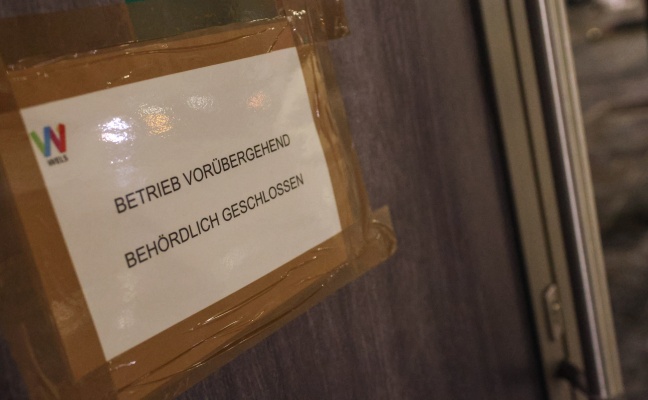 WELS
BETRIEB VORÜBERGEHEND
BEHÖRDLICH GESCHLOSSEN